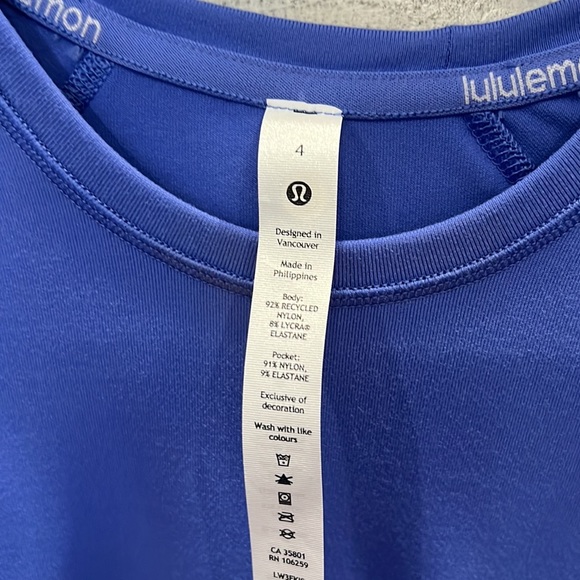 mon
lululemon
4
Designed in
Vancouver
Made in
Philippines
Body:
92% RECYCLED
NYLON,
8% LYCRA®
ELASTANE
Pocket:
91% NYLON,
9% ELASTANE
Exclusive of
decoration
Wash with like
colours
CA 35801
RN 106259